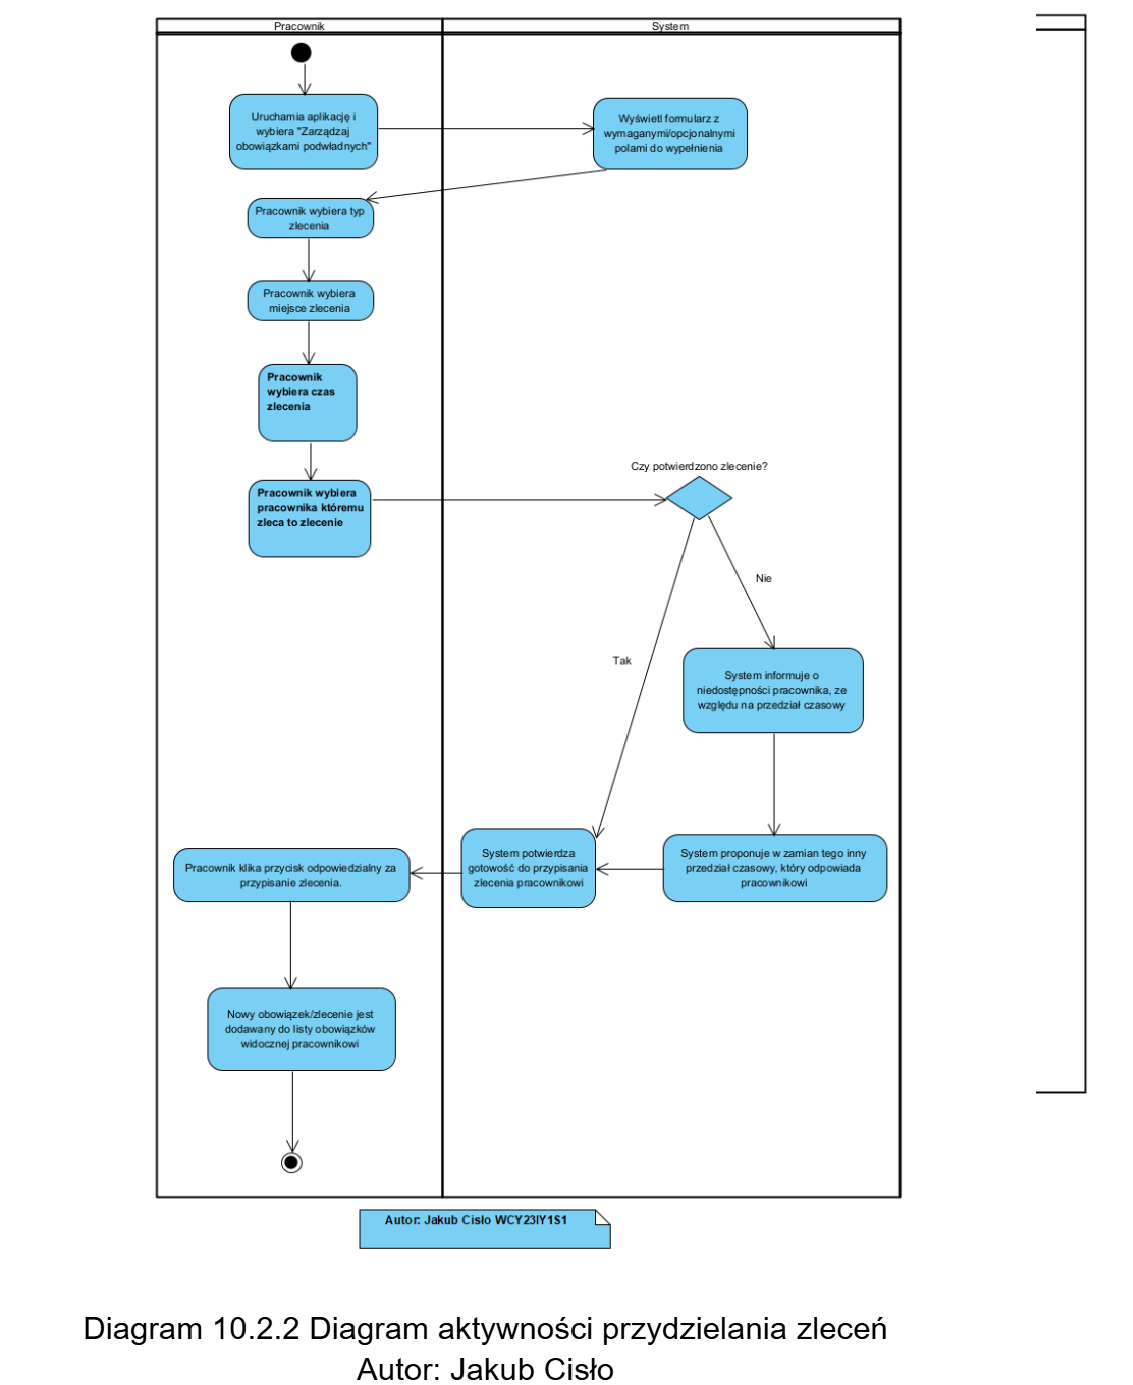 Pracownik
System
Uruchamia aplikację i
wybiera "Zarządzaj
obowiązkami podwładnych"
Wyświetl formularz z
wymaganymi/opcjonalnymi
polami do wypełnienia
Pracownik wybiera typ
zlecenia
Pracownik wybiera
miejsce zlecenia
Pracownik
wybiera czas
zlecenia
Pracownik wybiera
pracownika któremu
zleca to zlecenie
Czy potwierdzono zlecenie?
Nie
Tak
System informuje o
niedostępności pracownika, ze
względu na przedział czasowy
System proponuje w zamian tego inny
przedział czasowy, który odpowiada
pracownikowi
System potwierdza
gotowość do przypisania
zlecenia pracownikowi
Pracownik klika przycisk odpowiedzialny za
przypisanie zlecenia.
Nowy obowiązek/zlecenie jest
dodawany do listy obowiązków
widocznej pracownikowi
Autor: Jakub Cisło WCY23IY1S1
Diagram 10.2.2 Diagram aktywności przydzielania zleceń
Autor: Jakub Cisło